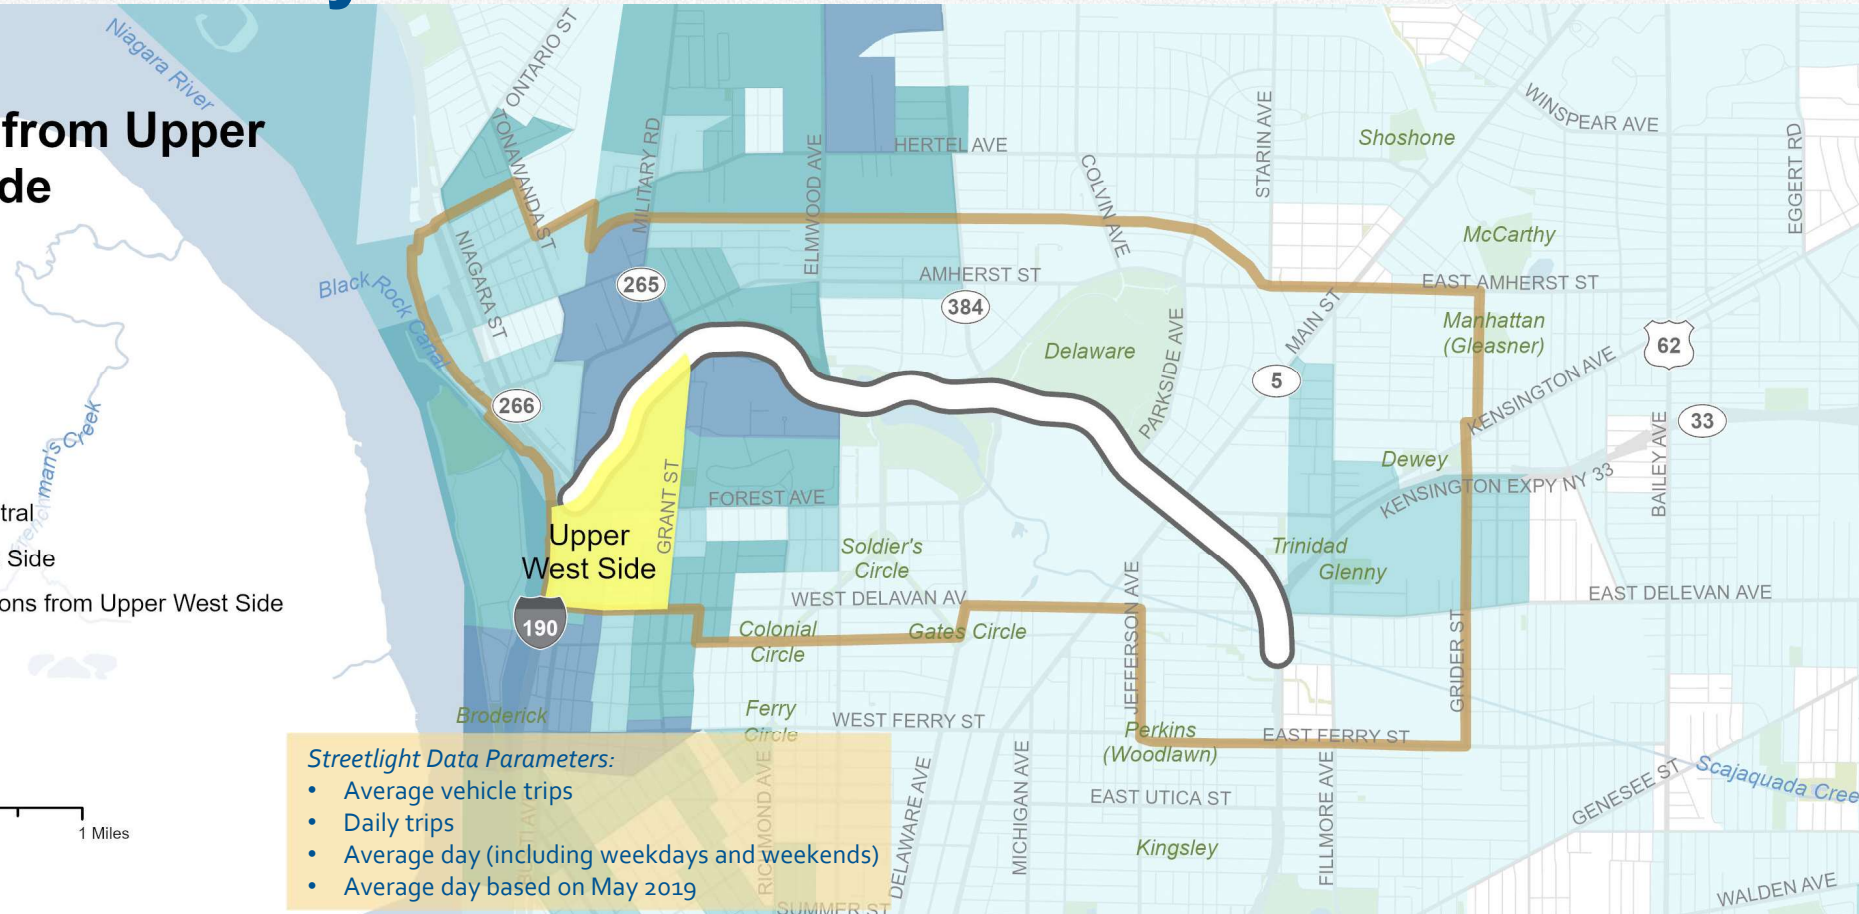 Niagara River
ONTARIO ST
from Upper
de
TONAWANDA ST
MILITARY RD
ELMWOOD AVE
HERTEL AVE
COLVIN AVE
STARIN AVE
Shoshone
WINSPEAR AVE
EGGERT RD
McCarthy
NIAGARA ST
Black Rock Canal
265
AMHERST ST
384
EAST AMHERST ST
MAIN ST
Manhattan
(Gleasner)
62
Delaware
PARKSIDE AVE
5
KENSINGTON AVE
266
33
man's Creek
BAILEY AVE
Dewey
KENSINGTON EXPY NY 33
GRANT ST
FOREST AVE
tral
Upper
West Side
Soldier's
Circle
Trinidad
Glenny
Side
ons from Upper West Side
WEST DELAVAN AV
EAST DELEVAN AVE
190
Colonial
Circle
Gates Circle
JEFFERSON AVE
GRIDER ST
Broderick
Ferry
Circle
WEST FERRY ST
Perkins
(Woodlawn)
EAST FERRY ST
Streetlight Data Parameters:
• Average vehicle trips
• Daily trips
• Average day (including weekdays and weekends)
• Average day based on May 2019
RICHMOND AVE
DELAWARE AVE
MICHIGAN AVE
EAST UTICA ST
FILLMORE AVE
GENESEE ST
Scajaquada Cree
1 Miles
Kingsley
WALDEN AVE
SUMMER ST